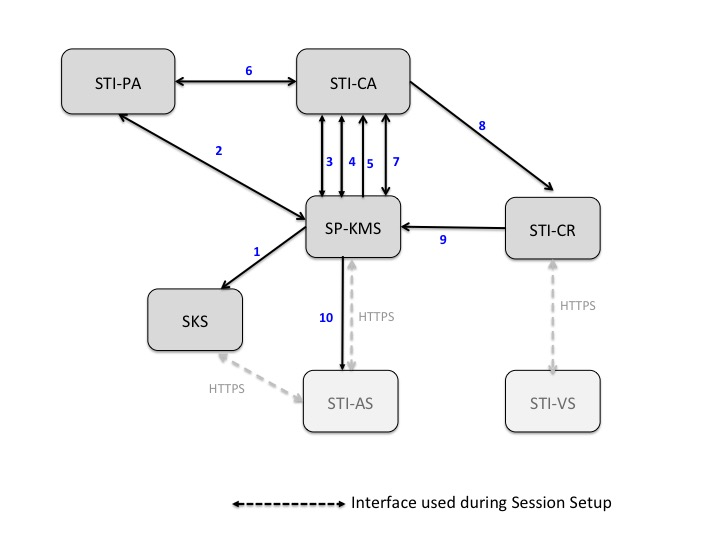 6
STI-PA
STI-CA
8
2
3
4
5
7
SP-KMS
STI-CR
9
1
HTTPS
10
HTTPS
SKS
HTTPS
STI-AS
STI-VS
Interface used during Session Setup